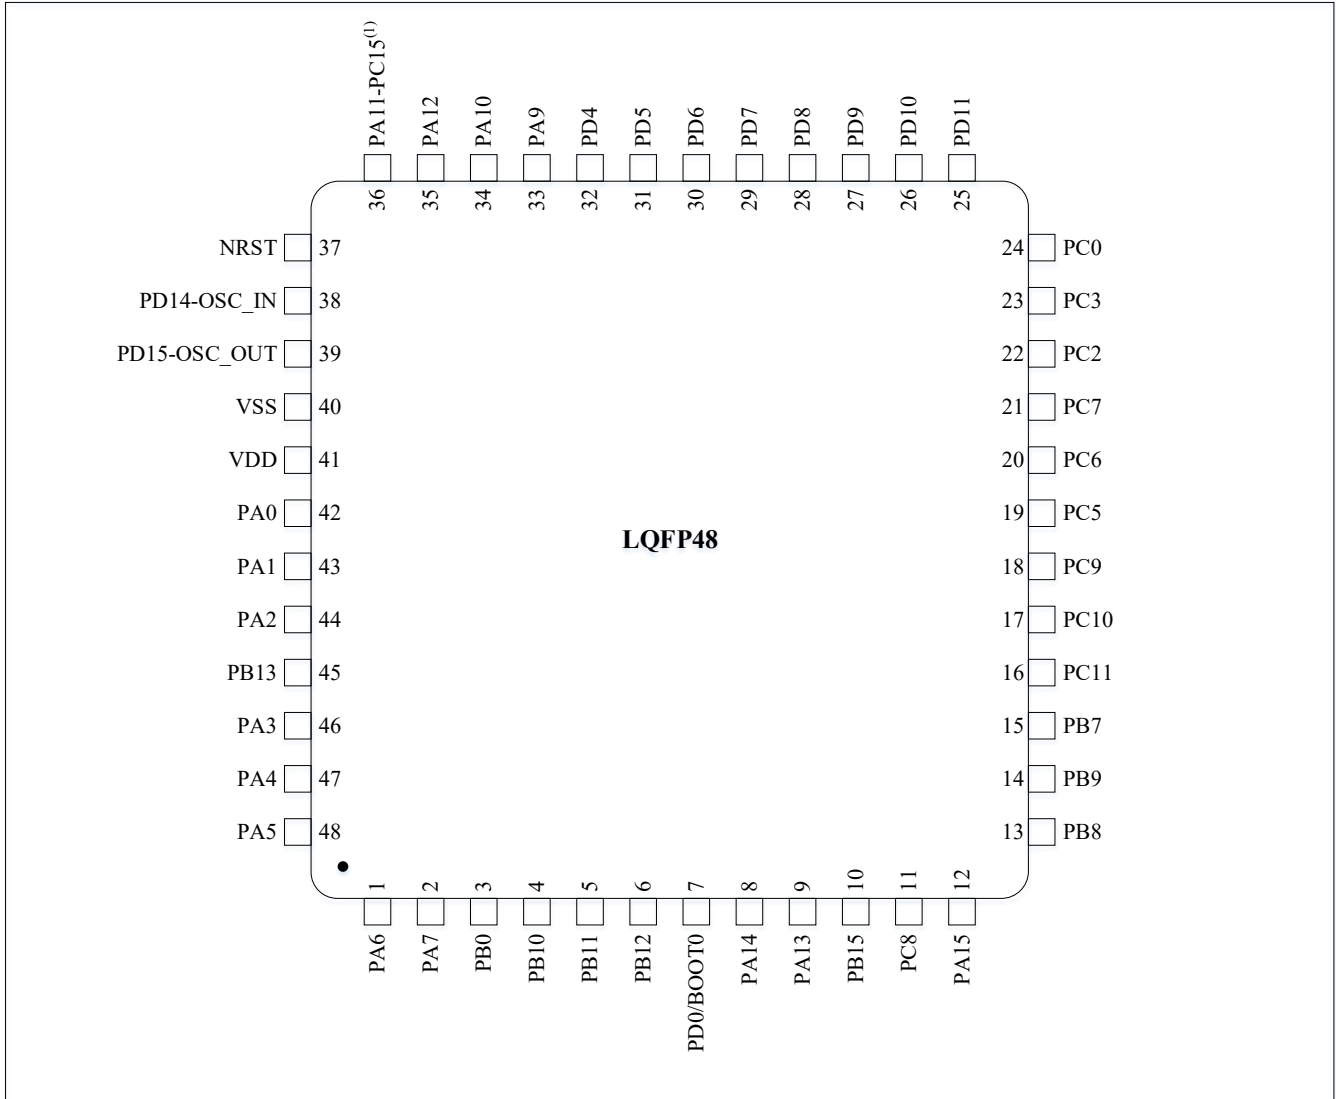 PA11-PC15(1)
PA12
PA10
PA9
PD4
PD5
PD6
PD7
PD8
PD9
PD10
PD11
36 35 34 33 32 31 30 29 28 27 26 25
NRST 37 24 PC0
PD14-OSC_IN 38 23 PC3
PD15-OSC_OUT 39 22 PC2
VSS 40 21 PC7
VDD 41 20 PC6
PA0 42 19 PC5
LQFP48
PA1 43 18 PC9
PA2 44 17 PC10
PB13 45 16 PC11
PA3 46 15 PB7
PA4 47 14 PB9
PA5 48 13 PB8
1 2 3 4 5 6 7 8 9 10 11 12
PA6
PA7
PB0
PB10
PB11
PB12
PD0/BOOT0
PA14
PA13
PB15
PC8
PA15